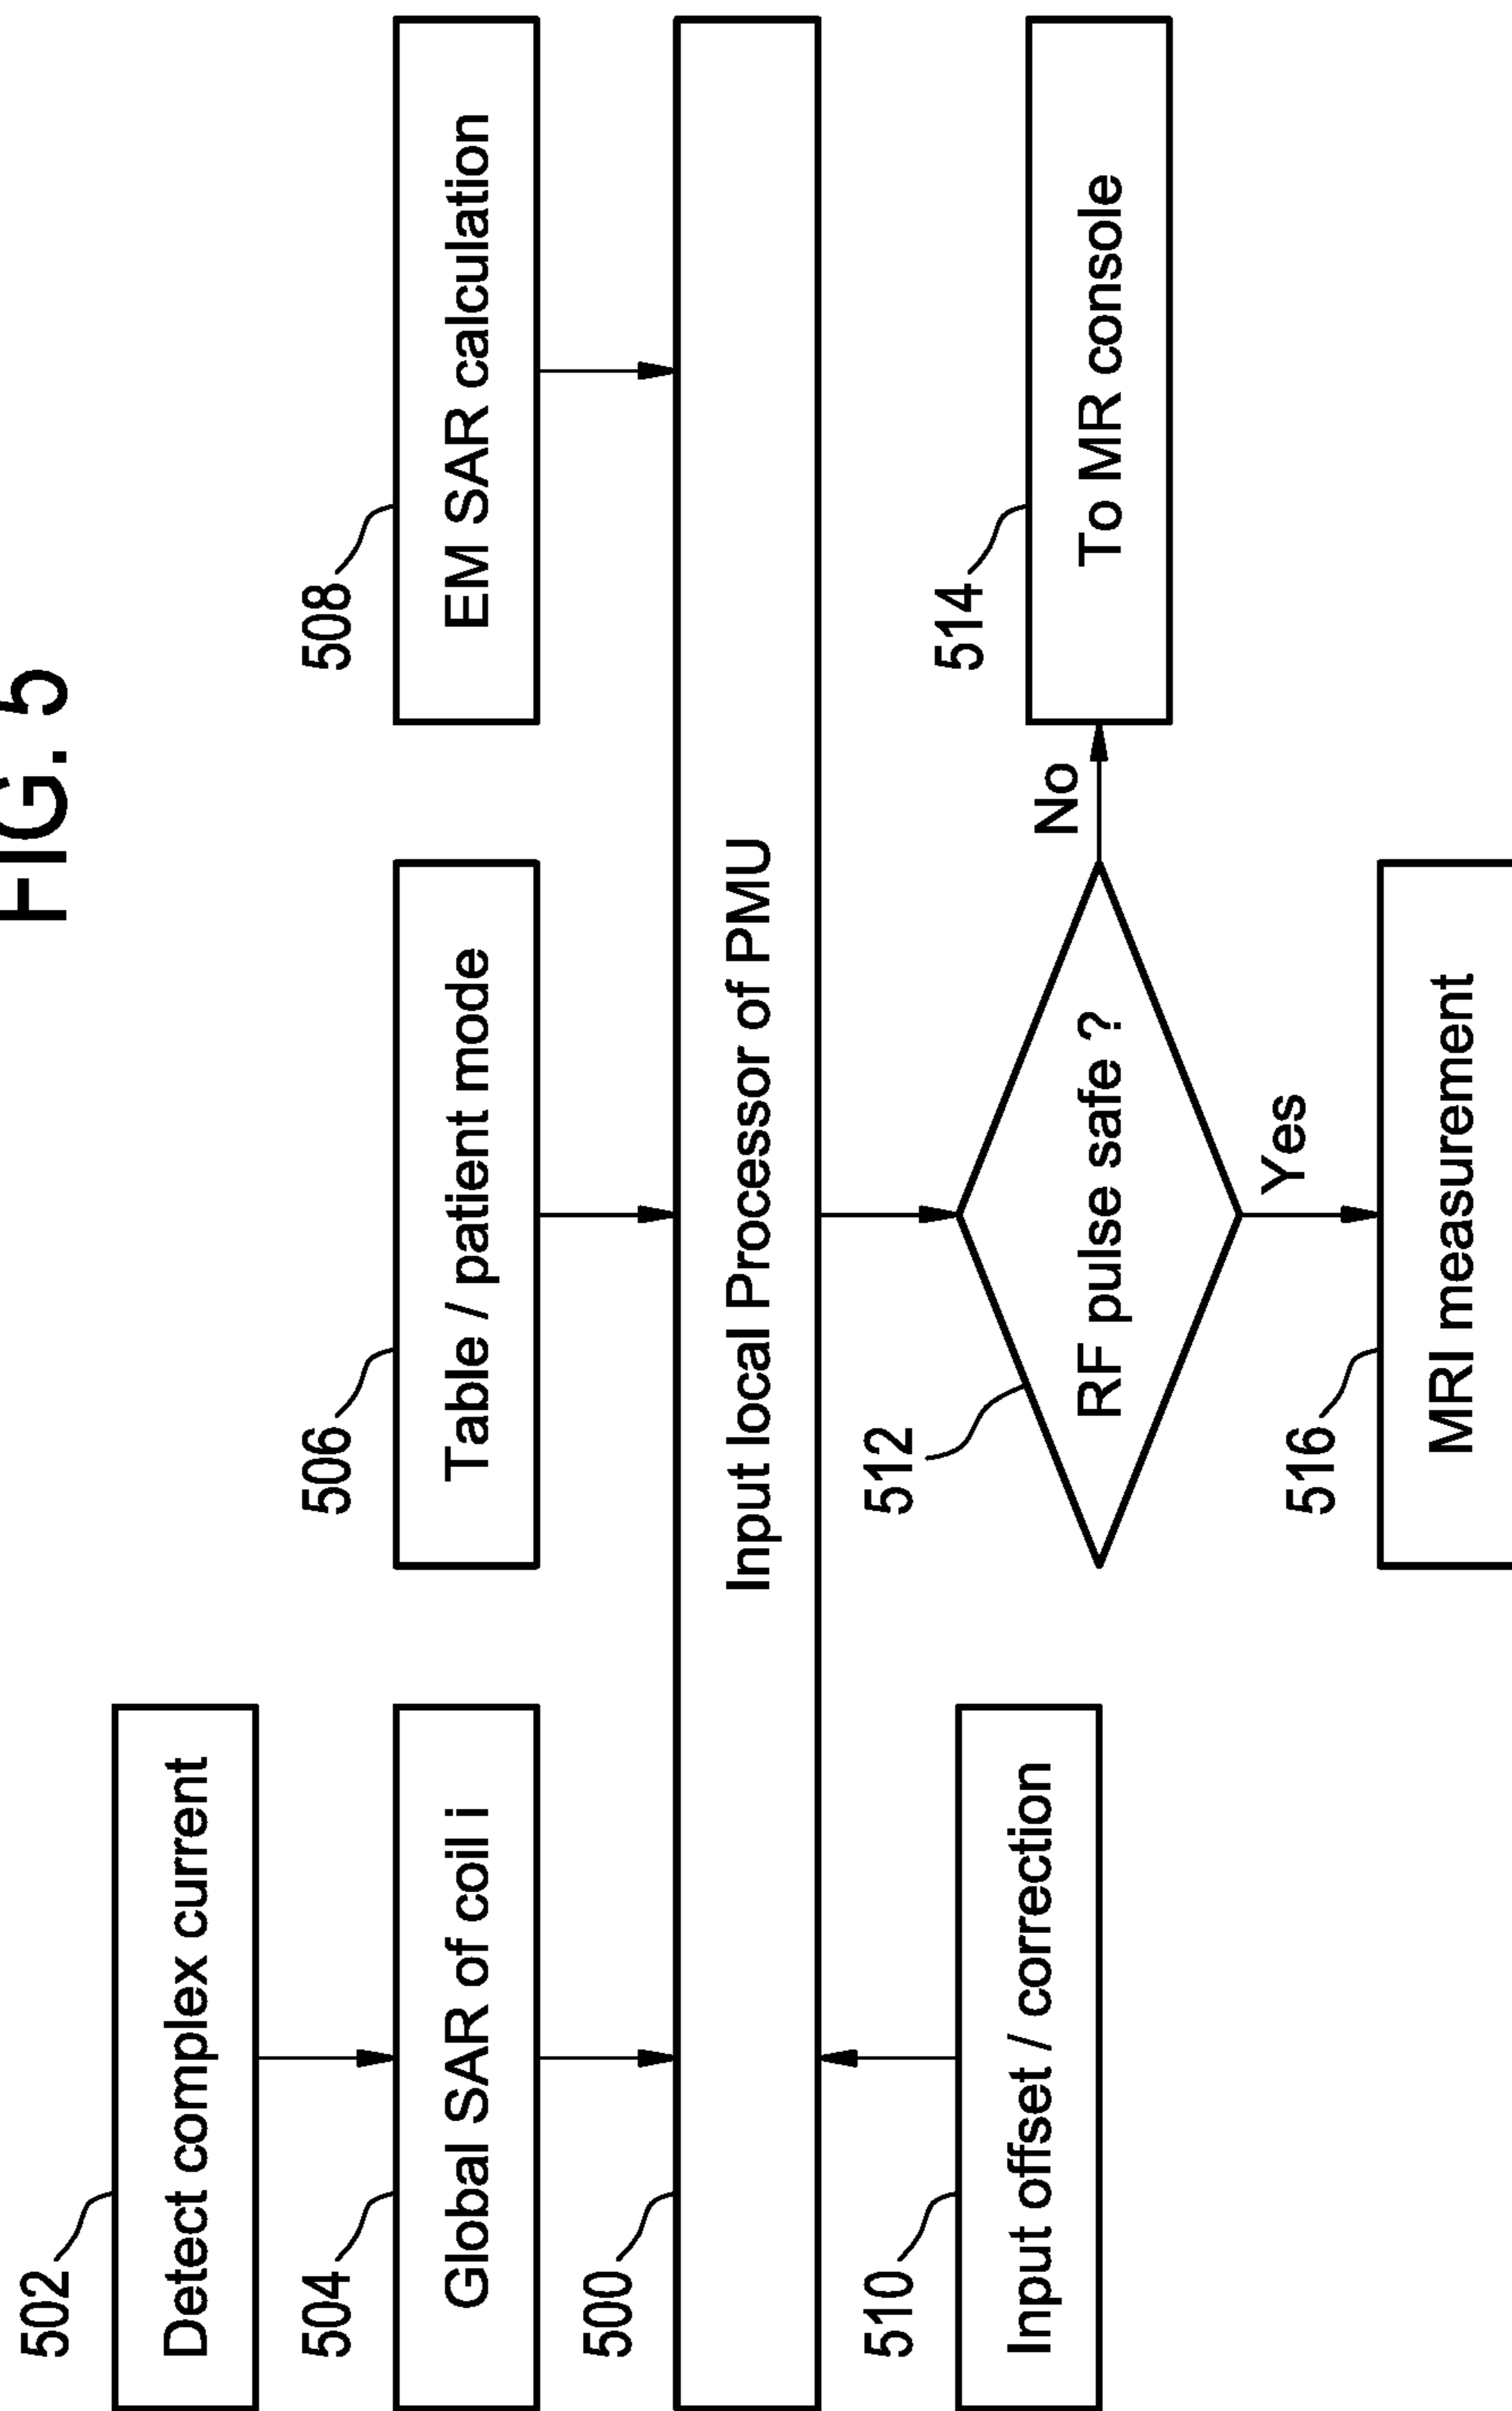 FIG. 5
502
Detect complex current
504
Global SAR of coil i
506
Table / patient mode
508
EM SAR calculation
500
Input local Processor of PMU
510
Input offset / correction
512
RF pulse safe ?
No
514
To MR console
Yes
516
MRI measurement